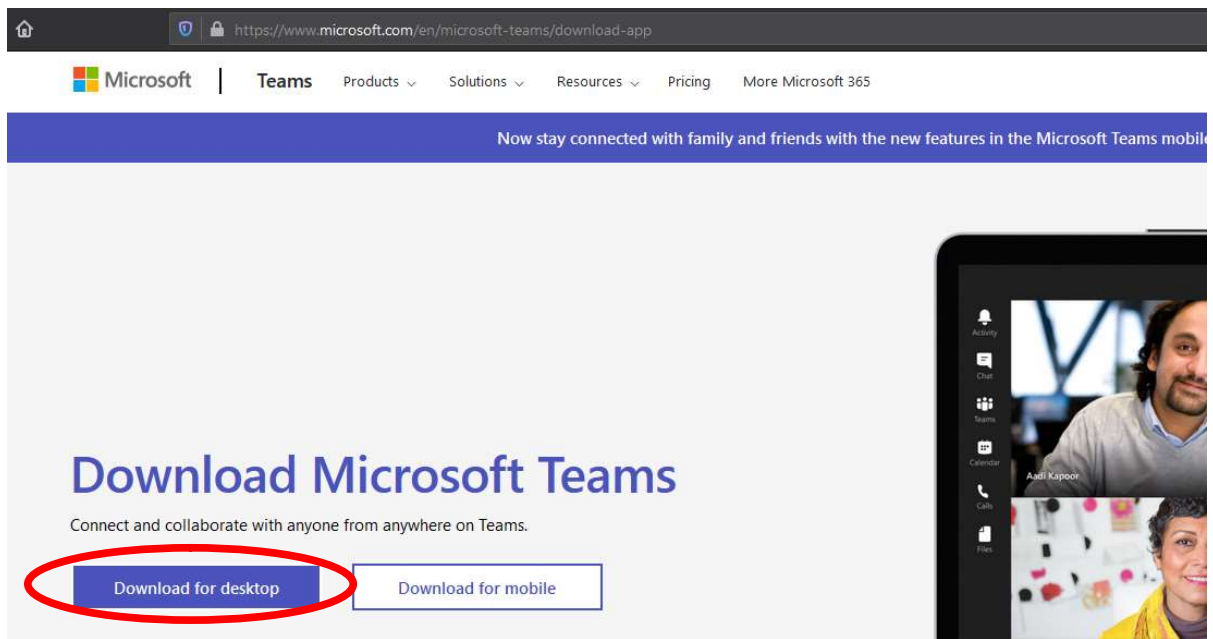 https://www.microsoft.com/en/microsoft-teams/download-app
Microsoft Teams Products Solutions Resources Pricing More Microsoft 365
Now stay connected with family and friends with the new features in the Microsoft Teams mobile
Activity
Chat
Teams
Calendar
Aadi Kapoor
Calls
Files
Download Microsoft Teams
Connect and collaborate with anyone from anywhere on Teams.
Download for desktop Download for mobile